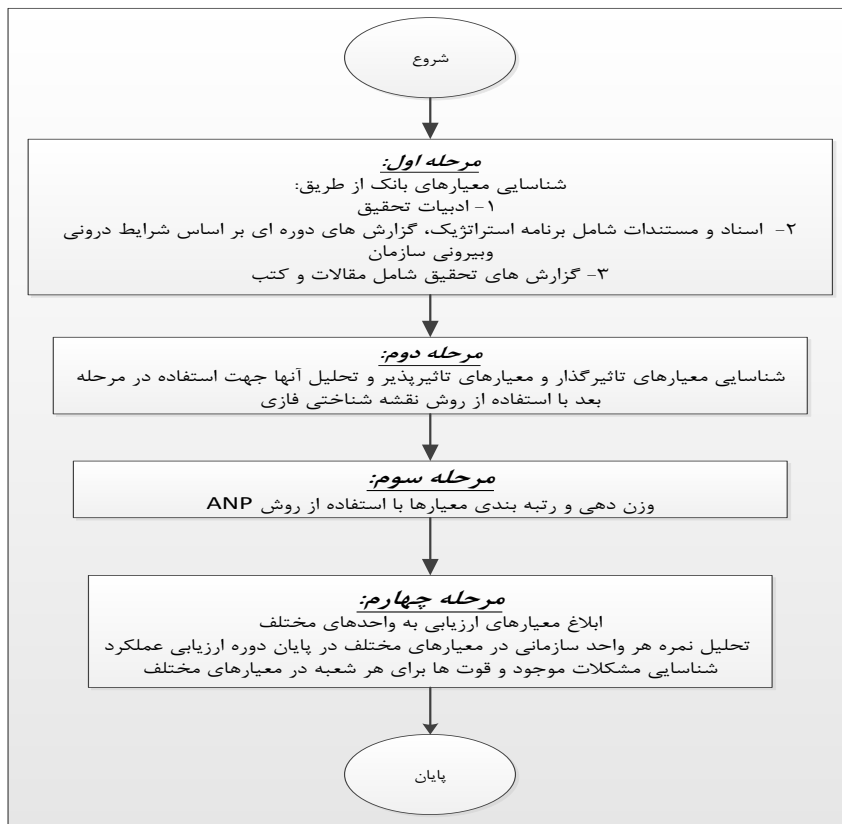 شروع
مرحله اول:
شناسایی معیارهای بانک از طریق:
۱- ادبیات تحقیق
۲- اسناد و مستندات شامل برنامه استراتژیک، گزارش های دوره ای بر اساس شرایط درونی
وبیرونی سازمان
۳- گزارش های تحقیق شامل مقالات و کتب
مرحله دوم:
شناسایی معیارهای تاثیرگذار و معیارهای تاثیرپذیر و تحلیل آنها جهت استفاده در مرحله
بعد با استفاده از روش نقشه شناختی فازی
مرحله سوم:
وزن دهی و رتبه بندی معیارها با استفاده از روش ANP
مرحله چهارم:
ابلاغ معیارهای ارزیابی به واحدهای مختلف
تحلیل نمره هر واحد سازمانی در معیارهای مختلف در پایان دوره ارزیابی عملکرد
شناسایی مشکلات موجود و قوت ها برای هر شعبه در معیارهای مختلف
پایان